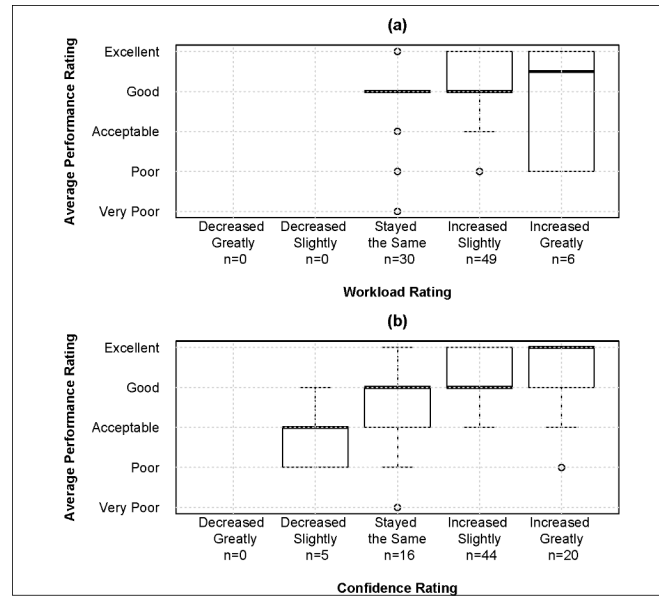 (a)
Average Performance Rating
Excellent
Good
Acceptable
Poor
Very Poor
Decreased Greatly n=0
Decreased Slightly n=0
Stayed the Same n=30
Increased Slightly n=49
Increased Greatly n=6
Workload Rating
(b)
Average Performance Rating
Excellent
Good
Acceptable
Poor
Very Poor
Decreased Greatly n=0
Decreased Slightly n=5
Stayed the Same n=16
Increased Slightly n=44
Increased Greatly n=20
Confidence Rating